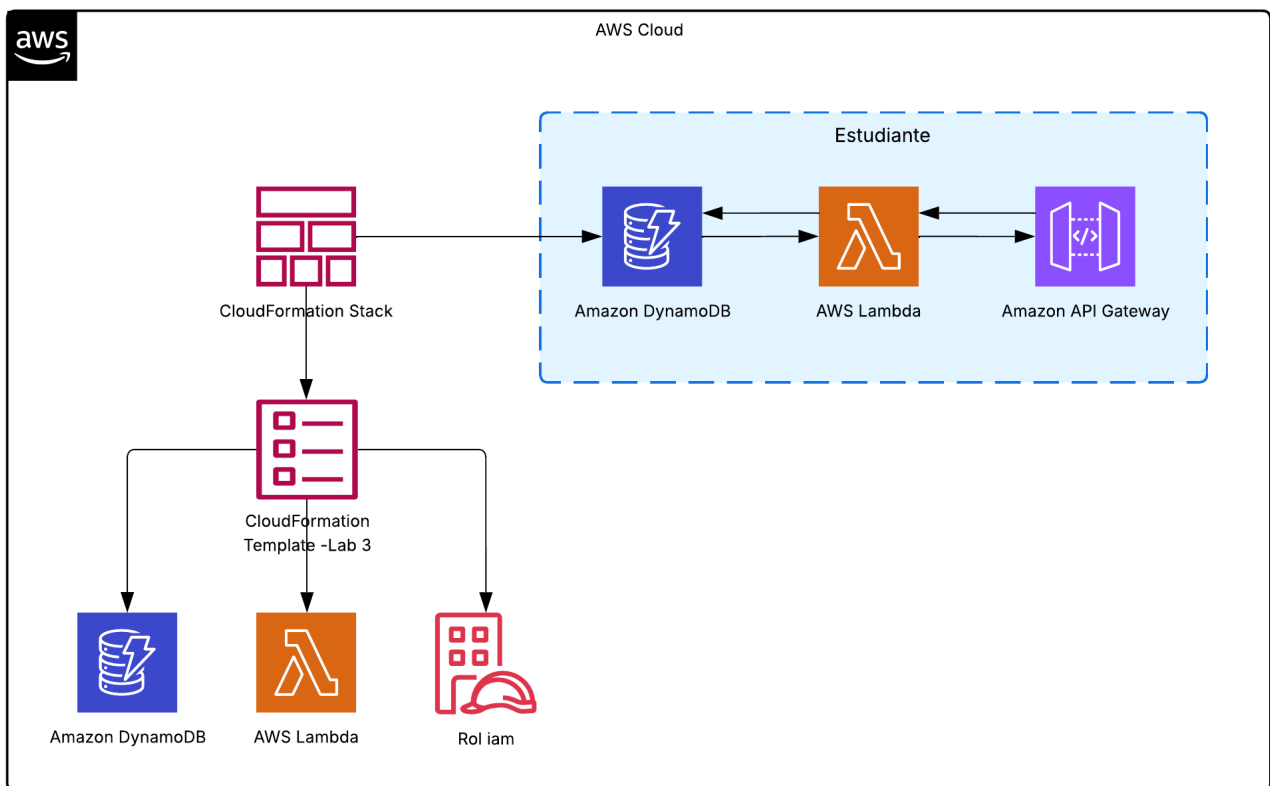 aws
AWS Cloud
Estudiante
CloudFormation Stack
Amazon DynamoDB
AWS Lambda
</>
Amazon API Gateway
CloudFormation
Template -Lab 3
Amazon DynamoDB
AWS Lambda
Rol iam